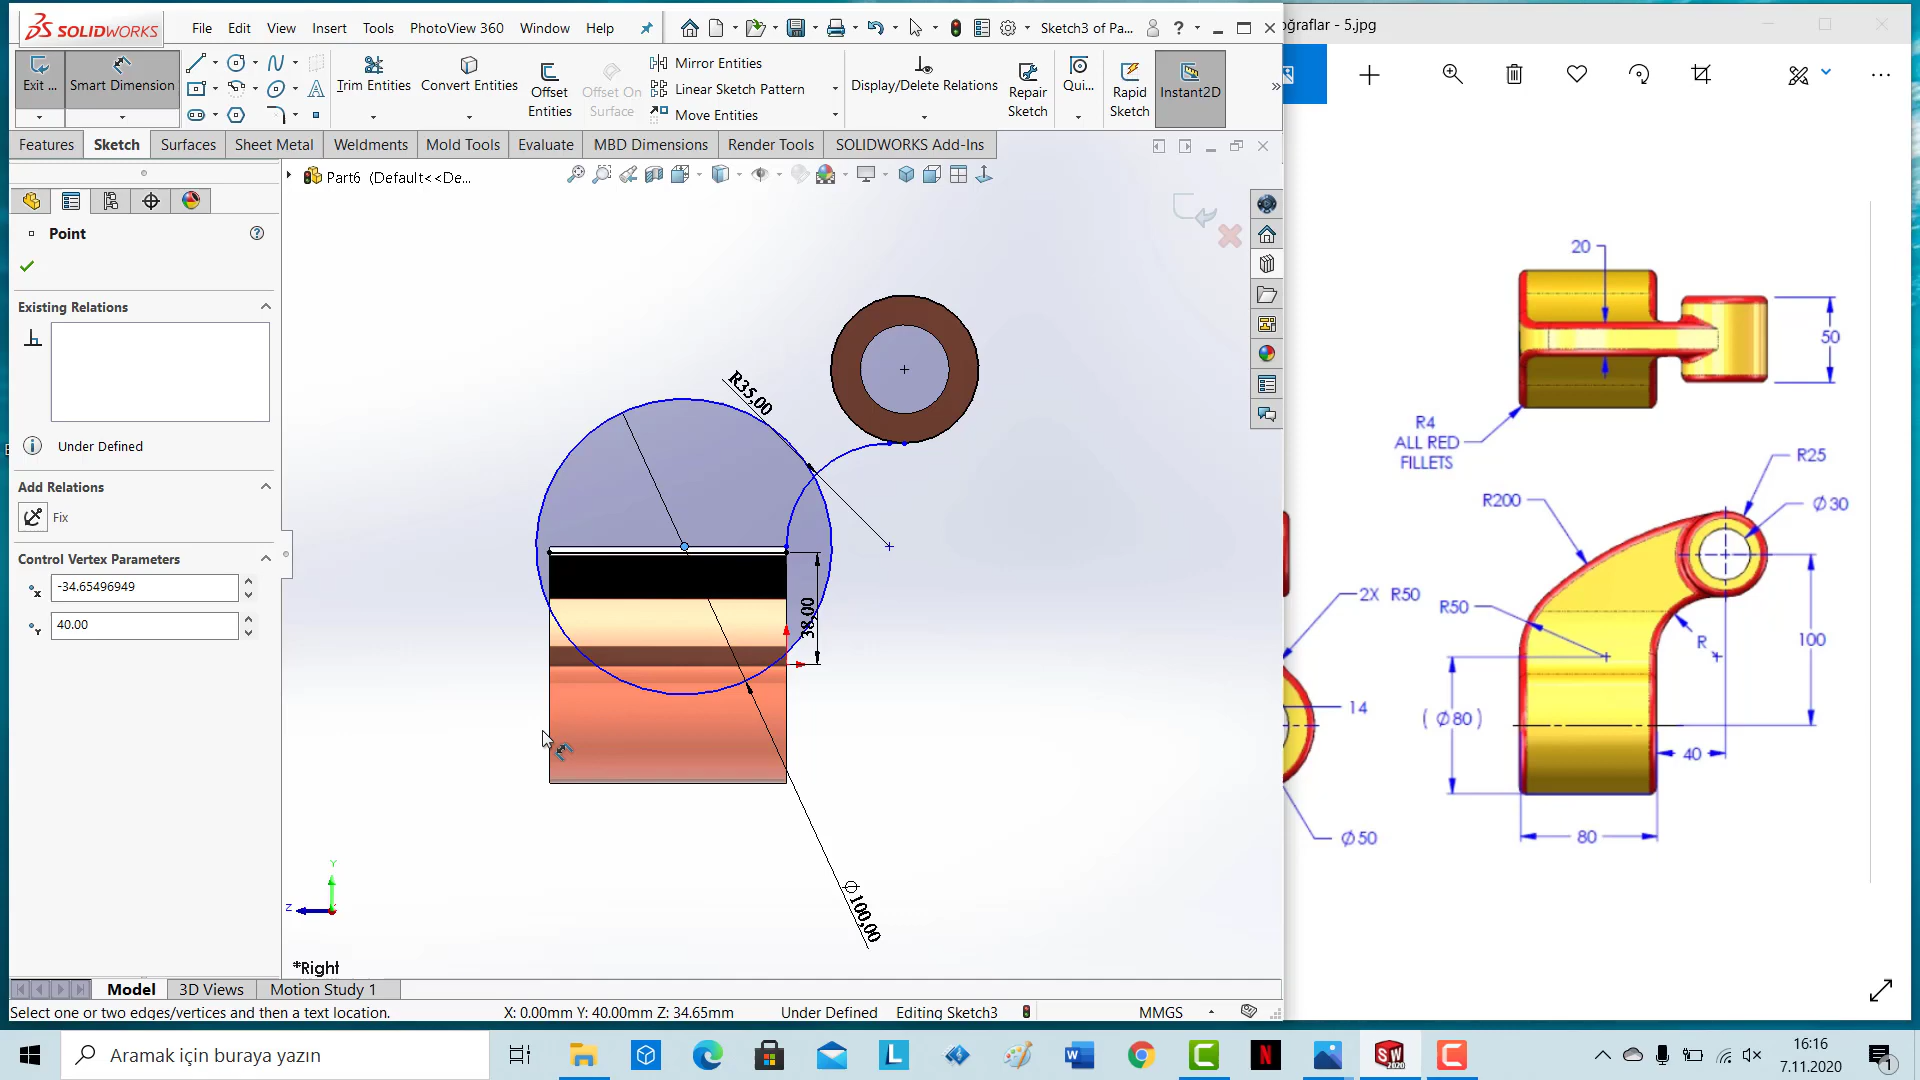 SOLIDWORKS File Edit View Insert Tools PhotoView 360 Window Help Sketch3 of Pa... ?
oğraflar - 5.jpg
Exit ... Smart Dimension Trim Entities Convert Entities Offset Entities Offset On Surface Mirror Entities Linear Sketch Pattern Move Entities Display/Delete Relations Repair Sketch Qui... Rapid Sketch Instant2D
Features Sketch Surfaces Sheet Metal Weldments Mold Tools Evaluate MBD Dimensions Render Tools SOLIDWORKS Add-Ins
Part6 (Default<<De...
Point
Existing Relations
Under Defined
Add Relations
Fix
Control Vertex Parameters
-34.65496949
40.00
R35,00
38,00
Ø100,00
Y
Z
*Right
20
50
R4
ALL RED
FILLETS
R25
R200
Ø30
2X R50
R50
R
100
14
(Ø80)
40
80
Ø50
Model 3D Views Motion Study 1
Select one or two edges/vertices and then a text location. X: 0.00mm Y: 40.00mm Z: 34.65mm Under Defined Editing Sketch3 MMGS
Aramak için buraya yazın
16:16
7.11.2020
1